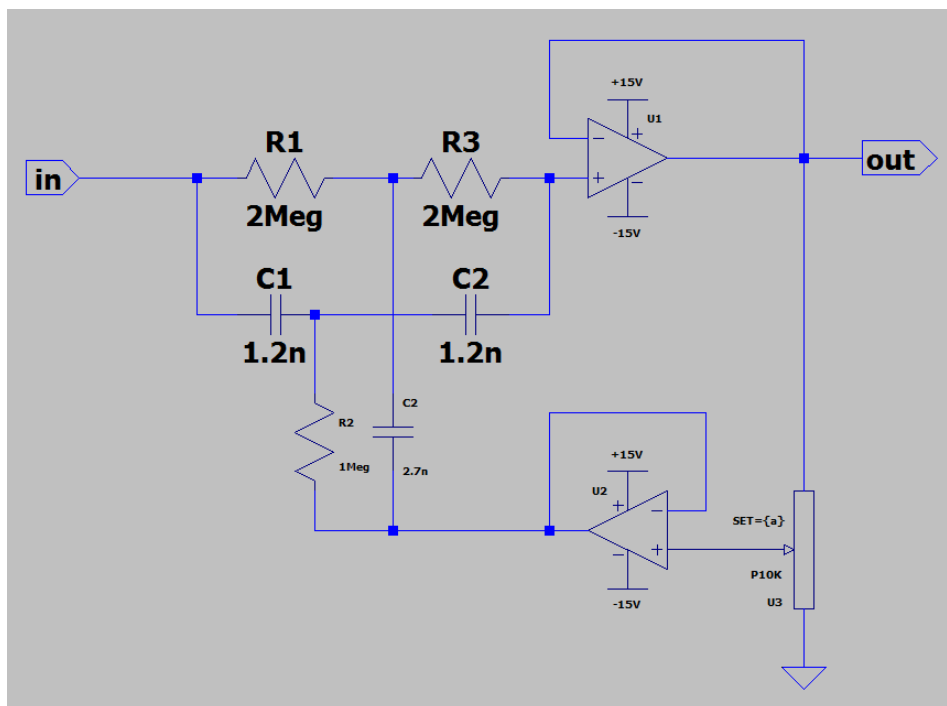 +15V
U1
R1
R3
in
out
2Meg
2Meg
-15V
C1
C2
1.2n
1.2n
C2
R2
1Meg
2.7n
+15V
U2
SET={a}
P10K
-15V
U3